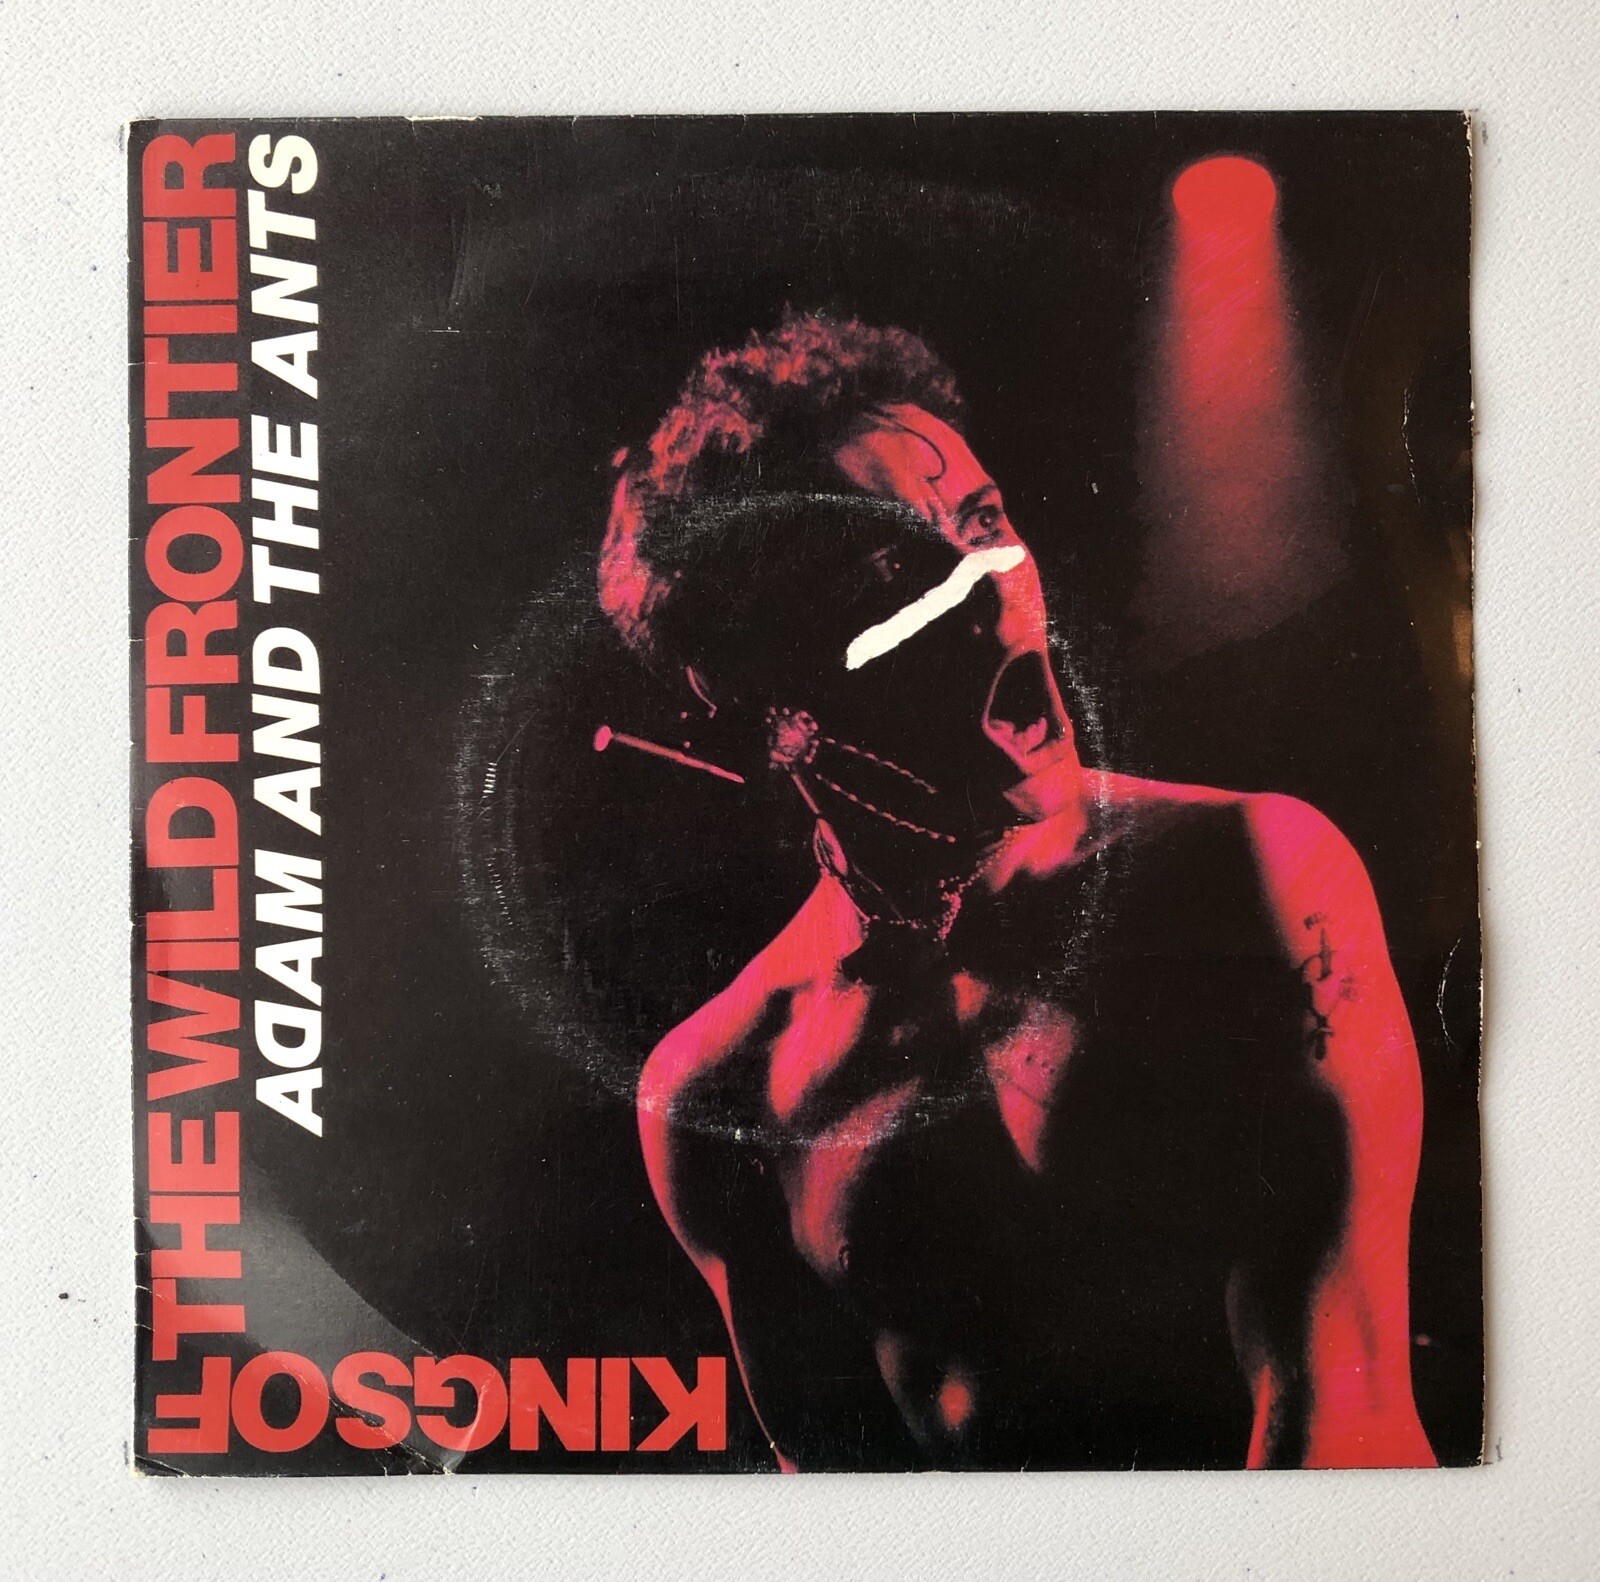 KINGS OF
THE WILD FRONTIER
ADAM AND THE ANTS